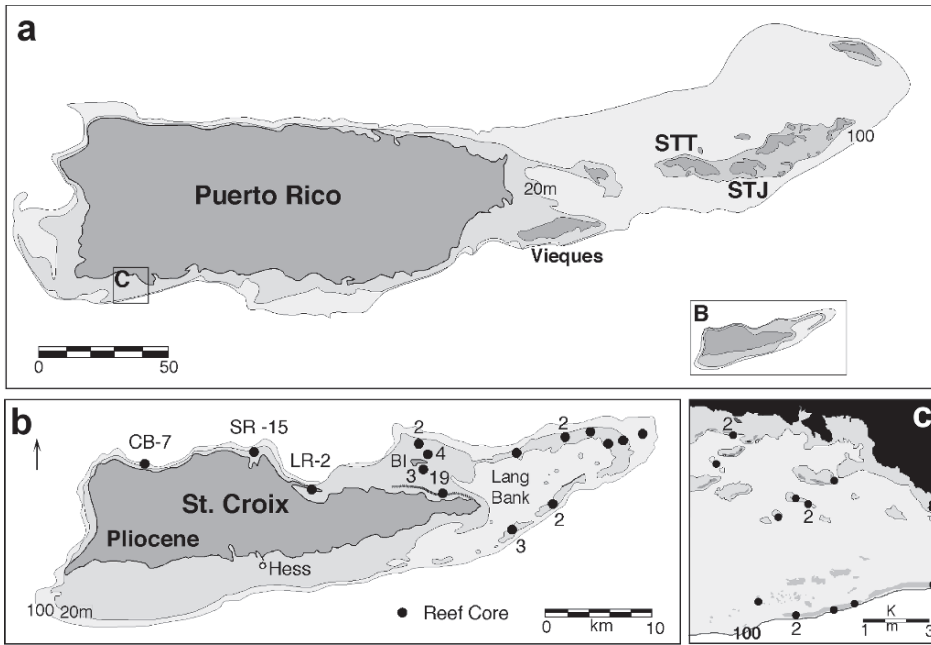 a
STT
100
Puerto Rico
20m
STJ
Vieques
C
B
0 50
b
SR -15
2
2
CB-7
BI
4
LR-2
3
19
Lang
Bank
St. Croix
2
Pliocene
3
Hess
100 20m
Reef Core
0 km 10
c
2
2
K
m
100
2
1 3